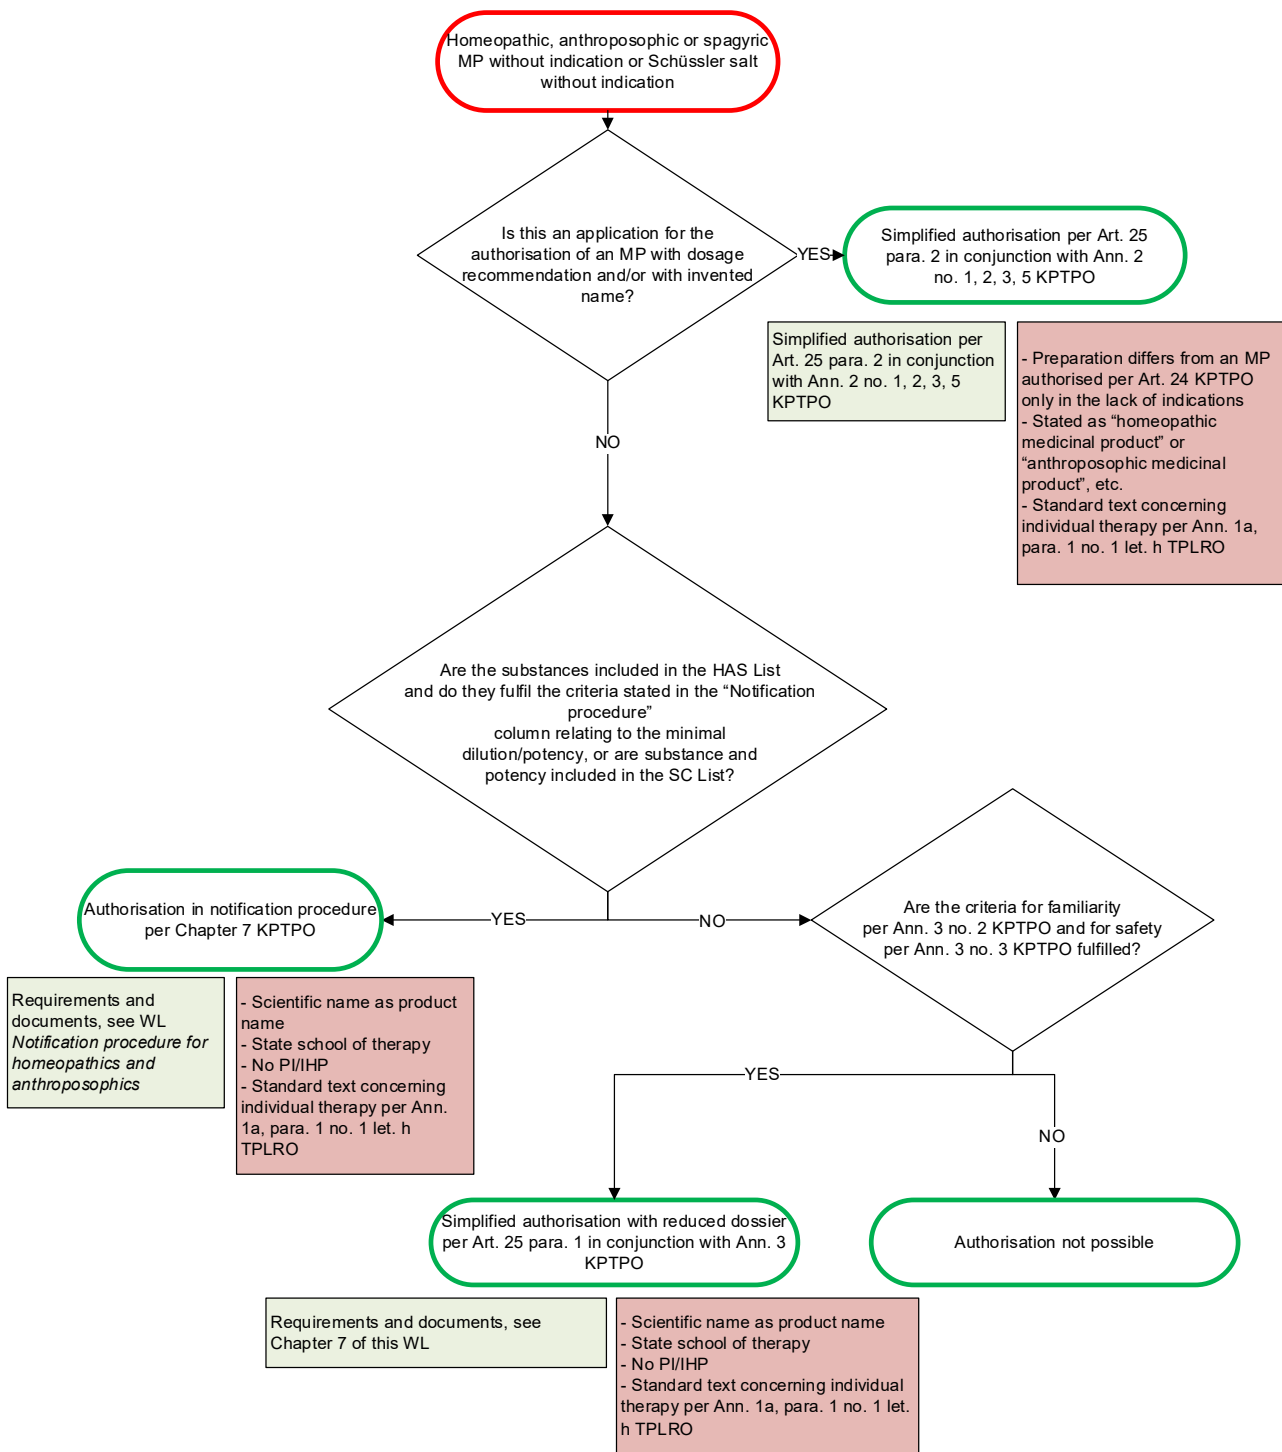 Homeopathic, anthroposophic or spagyric
MP without indication or Schüssler salt
without indication
Is this an application for the
authorisation of an MP with dosage
recommendation and/or with invented
name?
YES
Simplified authorisation per Art. 25
para. 2 in conjunction with Ann. 2
no. 1, 2, 3, 5 KPTPO
Simplified authorisation per
Art. 25 para. 2 in conjunction
with Ann. 2 no. 1, 2, 3, 5
KPTPO
- Preparation differs from an MP
authorised per Art. 24 KPTPO
only in the lack of indications
- Stated as “homeopathic
medicinal product” or
“anthroposophic medicinal
product”, etc.
- Standard text concerning
individual therapy per Ann. 1a,
para. 1 no. 1 let. h TPLRO
NO
Are the substances included in the HAS List
and do they fulfil the criteria stated in the “Notification
procedure”
column relating to the minimal
dilution/potency, or are substance and
potency included in the SC List?
YES
NO
Authorisation in notification procedure
per Chapter 7 KPTPO
Requirements and
documents, see WL
Notification procedure for
homeopathics and
anthroposophics
- Scientific name as product
name
- State school of therapy
- No PI/IHP
- Standard text concerning
individual therapy per Ann.
1a, para. 1 no. 1 let. h
TPLRO
Are the criteria for familiarity
per Ann. 3 no. 2 KPTPO and for safety
per Ann. 3 no. 3 KPTPO fulfilled?
YES
NO
Simplified authorisation with reduced dossier
per Art. 25 para. 1 in conjunction with Ann. 3
KPTPO
Authorisation not possible
Requirements and documents, see
Chapter 7 of this WL
- Scientific name as product name
- State school of therapy
- No PI/IHP
- Standard text concerning individual
therapy per Ann. 1a, para. 1 no. 1 let.
h TPLRO